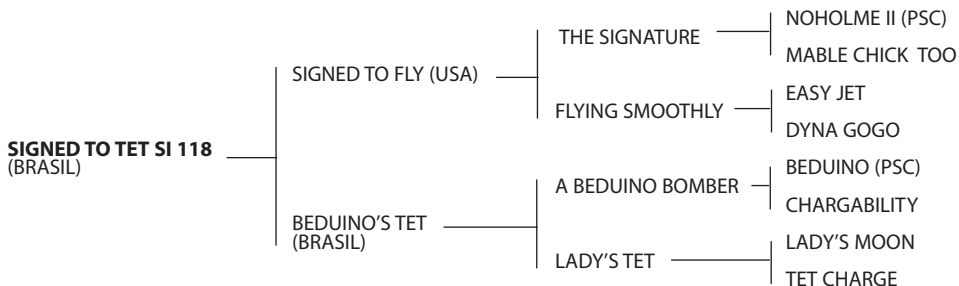 NOHOLME II (PSC)
THE SIGNATURE
MABLE CHICK TOO
SIGNED TO FLY (USA)
EASY JET
FLYING SMOOTHLY
DYNA GOGO
SIGNED TO TET SI 118
(BRASIL)
BEDUINO (PSC)
A BEDUINO BOMBER
CHARGABILITY
BEDUINO'S TET
(BRASIL)
LADY'S MOON
LADY'S TET
TET CHARGE